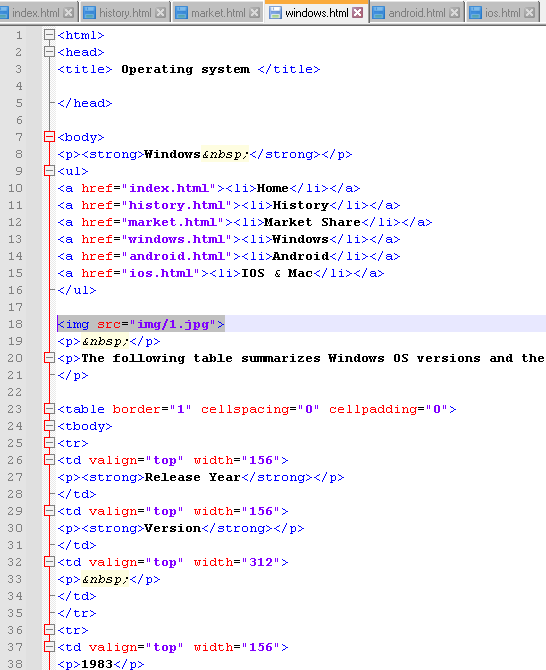 index.html history.html market.html windows.html android.html ios.html
1 <html>
2 <head>
3 <title> Operating system </title>
4
5 </head>
6
7 <body>
8 <p><strong>Windows&nbsp;</strong></p>
9 <ul>
10 <a href="index.html"><li>Home</li></a>
11 <a href="history.html"><li>History</li></a>
12 <a href="market.html"><li>Market Share</li></a>
13 <a href="windows.html"><li>Windows</li></a>
14 <a href="android.html"><li>Android</li></a>
15 <a href="ios.html"><li>IOS & Mac</li></a>
16 </ul>
17
18 <img src="img/1.jpg">
19 <p>&nbsp;</p>
20 <p>The following table summarizes Windows OS versions and the
21 </p>
22
23 <table border="1" cellspacing="0" cellpadding="0">
24 <tbody>
25 <tr>
26 <td valign="top" width="156">
27 <p><strong>Release Year</strong></p>
28 </td>
29 <td valign="top" width="156">
30 <p><strong>Version</strong></p>
31 </td>
32 <td valign="top" width="312">
33 <p>&nbsp;</p>
34 </td>
35 </tr>
36 <tr>
37 <td valign="top" width="156">
38 <p>1983</p>